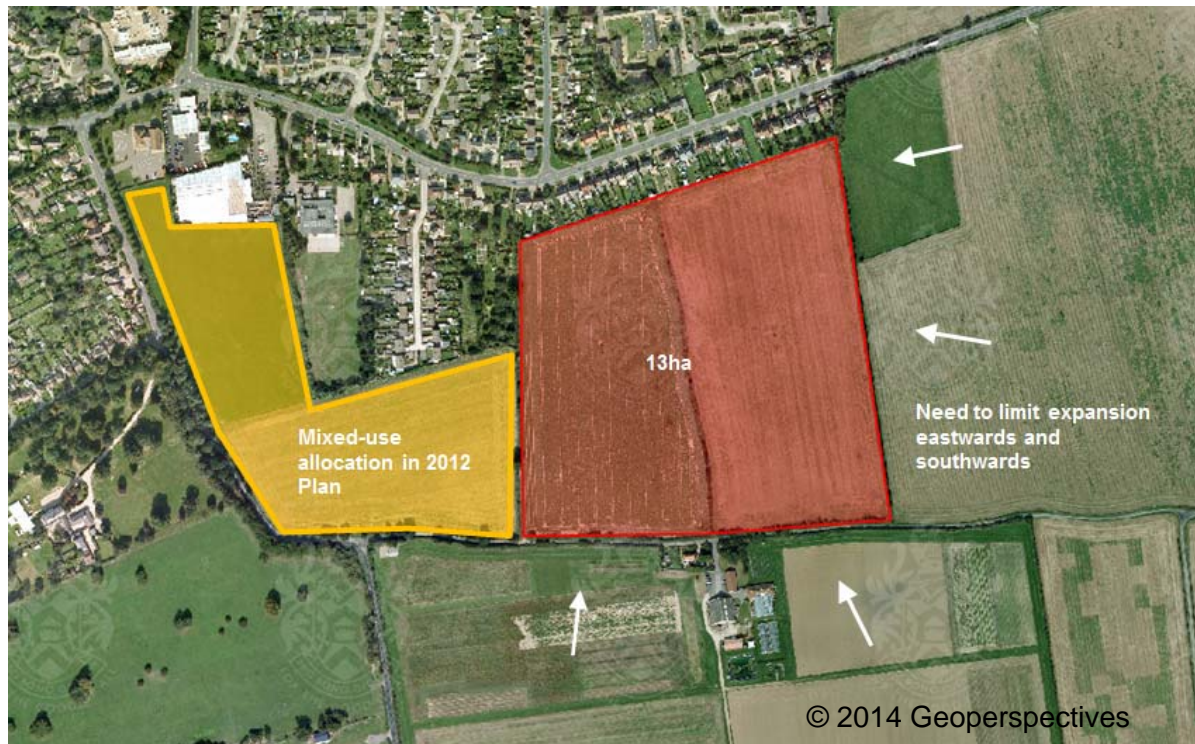 13ha
Mixed-use
allocation in 2012
Plan
Need to limit expansion
eastwards and
southwards
© 2014 Geoperspectives